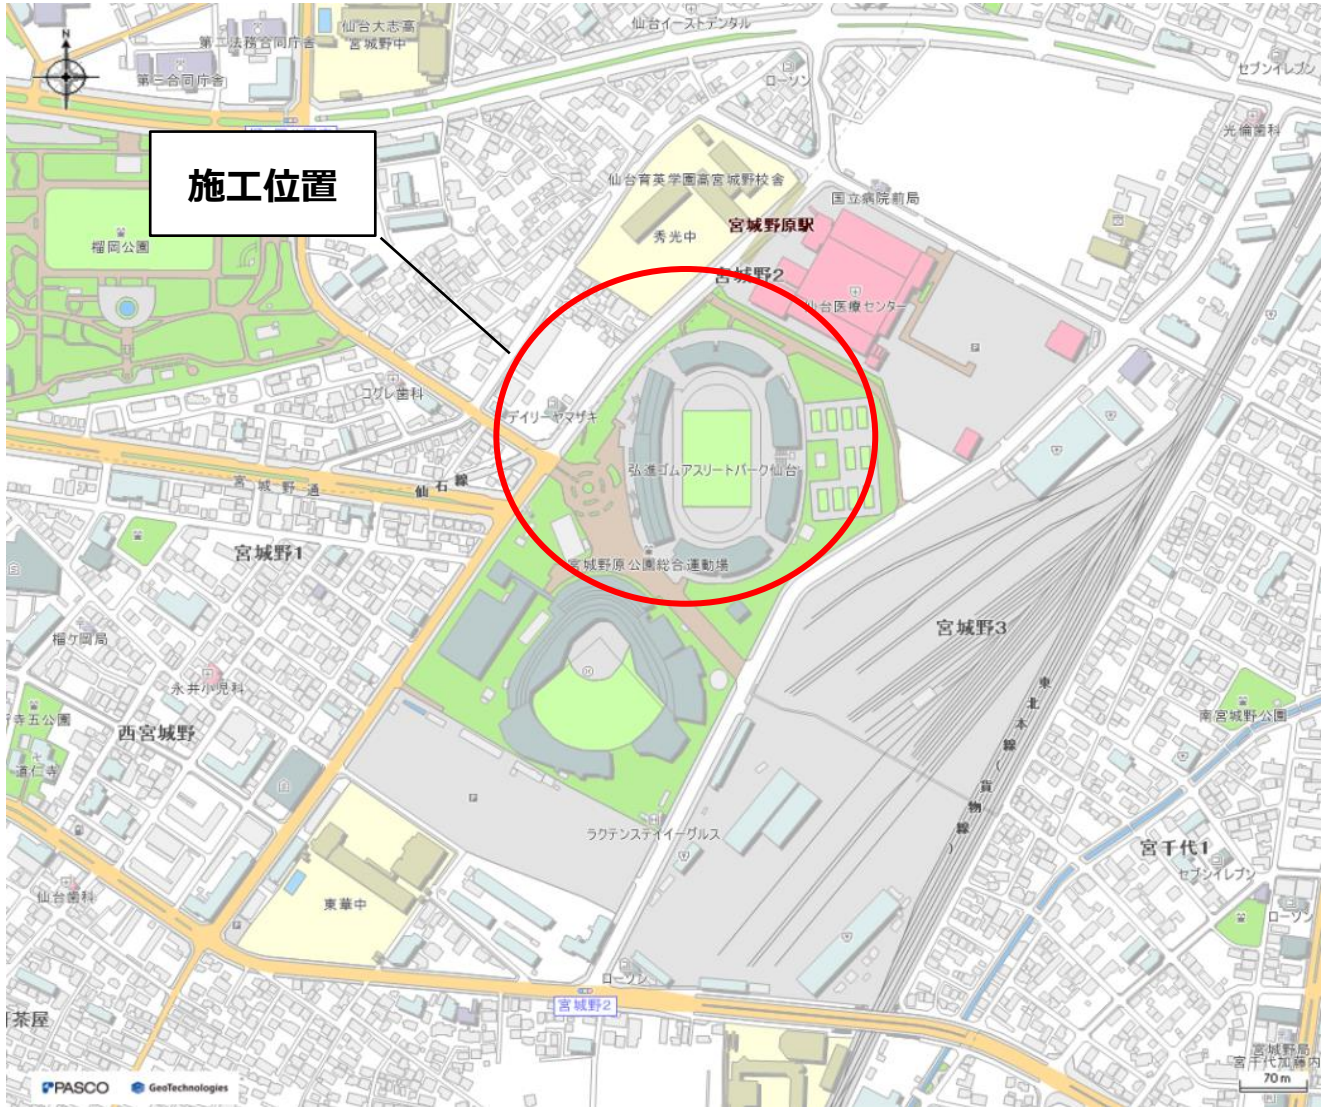 仙台大志高
宮城野中
仙台イーストデンタル
第二法務合同庁舎
第三合同庁舎
N
ローソン
セブンイレブン
光倫歯科
施工位置
仙台育英学園高宮城野校舎
国立病院前局
秀光中
宮城野原駅
榴岡公園
宮城野2
仙台医療センター
P
コグレ歯科
デイリーヤマザキ
弘進ゴムアスリートパーク仙台
宮城野通
仙石線
宮城野1
宮城野原公園総合運動場
宮城野3
榴ケ岡局
永井小児科
東北本線(貨物線)
南宮城野公園
寺五公園
西宮城野
道仁寺
P
ラクテンステイイーグルス
宮千代1
セブンイレブン
仙台歯科
東華中
ローソン
P
ローソン
宮城野2
茶屋
宮城野局
宮千代加藤内
70 m
PASCO
GeoTechnologies